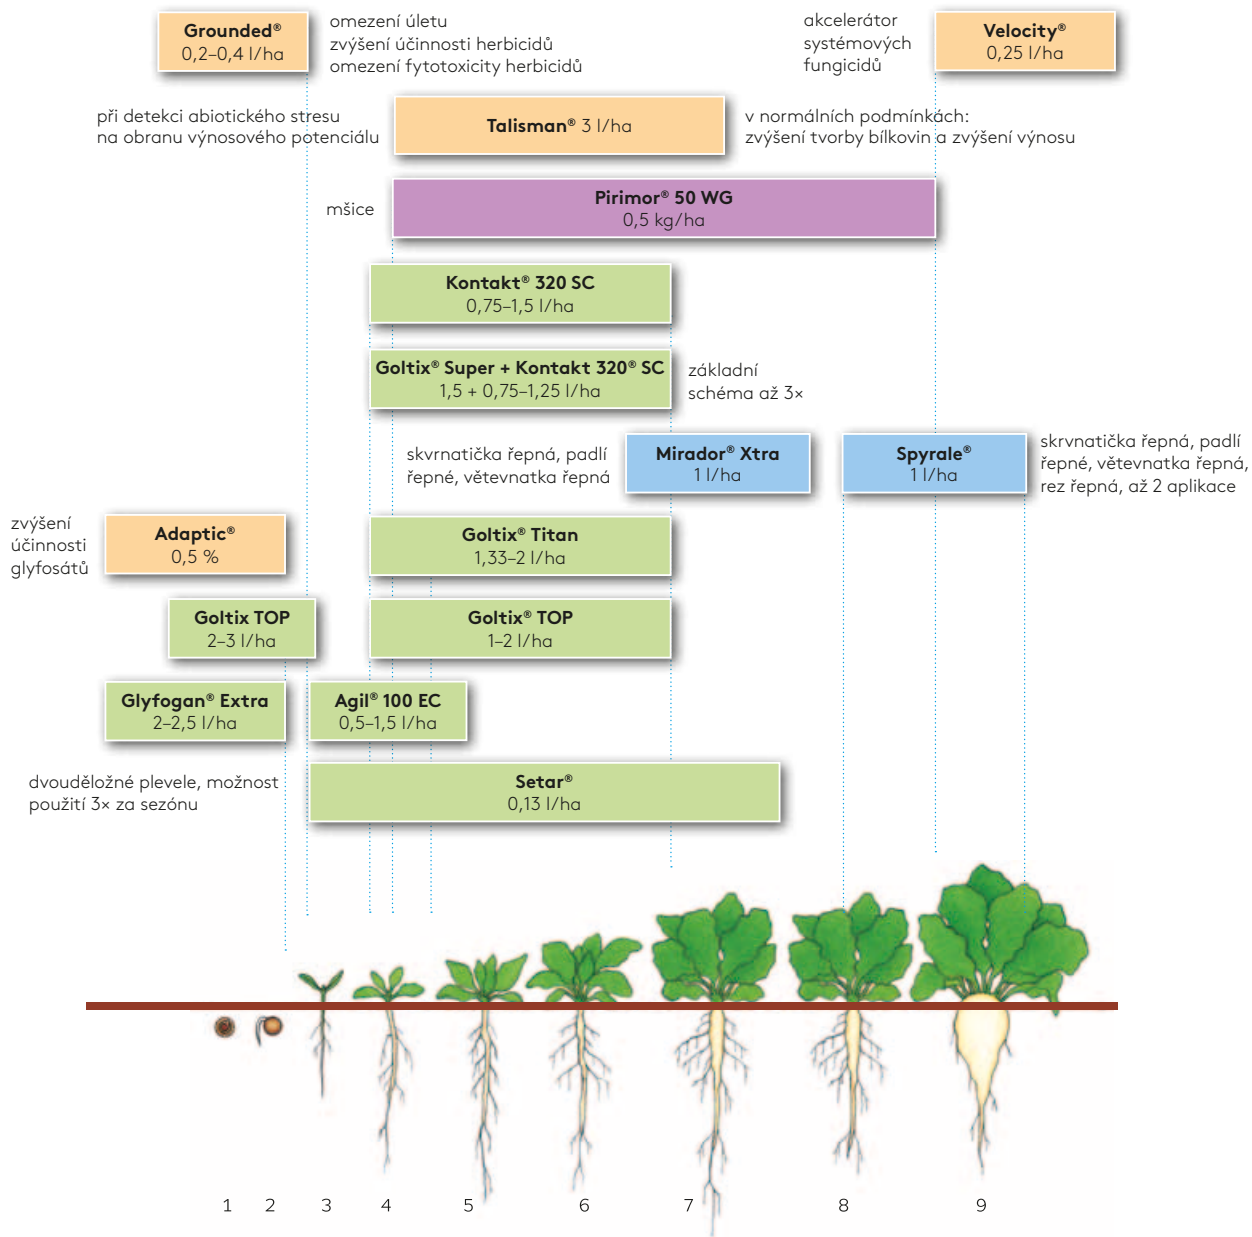 Grounded®
0,2–0,4 l/ha
omezení úletu
zvýšení účinnosti herbicidů
omezení fytotoxicity herbicidů
akcelerátor
systémových
fungicidů
Velocity®
0,25 l/ha
při detekci abiotického stresu
na obranu výnosového potenciálu
Talisman® 3 l/ha
v normálních podmínkách:
zvýšení tvorby bílkovin a zvýšení výnosu
mšice
Pirimor® 50 WG
0,5 kg/ha
Kontakt® 320 SC
0,75–1,5 l/ha
Goltix® Super + Kontakt 320® SC
1,5 + 0,75–1,25 l/ha
základní
schéma až 3×
skvrnatička řepná, padlí
řepné, větevnatka řepná
Mirador® Xtra
1 l/ha
Spyrale®
1 l/ha
skrvnatička řepná, padlí
řepné, větevnatka řepná,
rez řepná, až 2 aplikace
zvýšení
účinnosti
glyfosátů
Adaptic®
0,5 %
Goltix® Titan
1,33–2 l/ha
Goltix TOP
2–3 l/ha
Goltix® TOP
1–2 l/ha
Glyfogan® Extra
2–2,5 l/ha
Agil® 100 EC
0,5–1,5 l/ha
dvouděložné plevele, možnost
použití 3× za sezónu
Setar®
0,13 l/ha
1 2 3 4 5 6 7 8 9